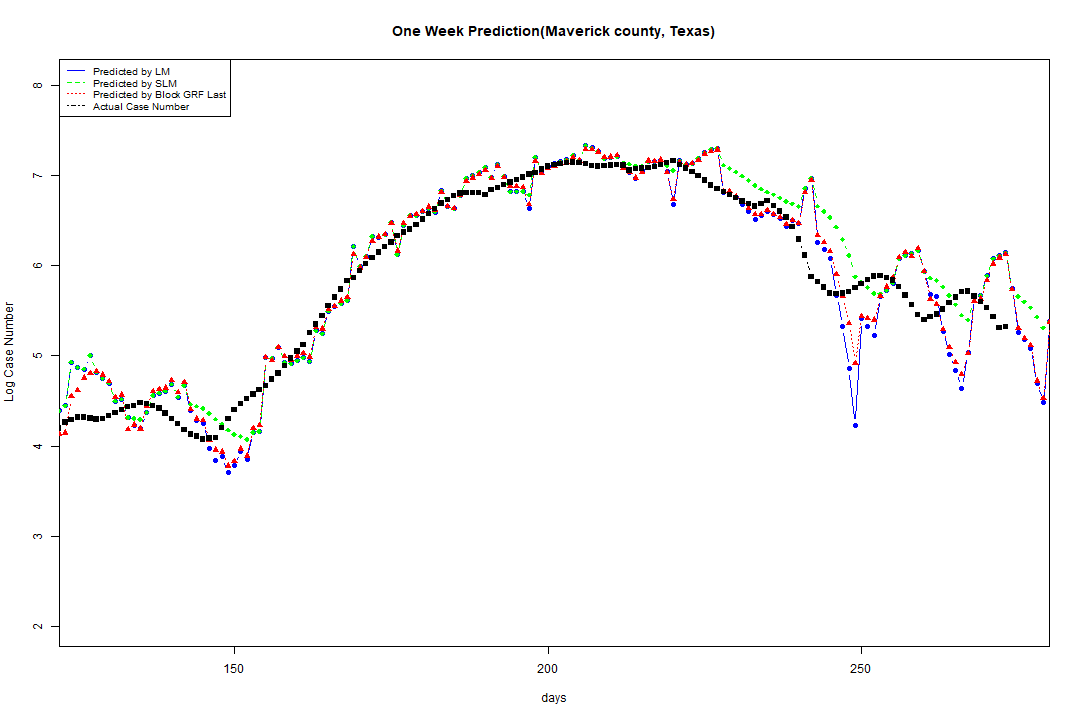 One Week Prediction(Maverick county, Texas)
Predicted by LM
Predicted by SLM
Predicted by Block GRF Last
Actual Case Number
8
7
6
5
4
3
2
Log Case Number
150 200 250
days